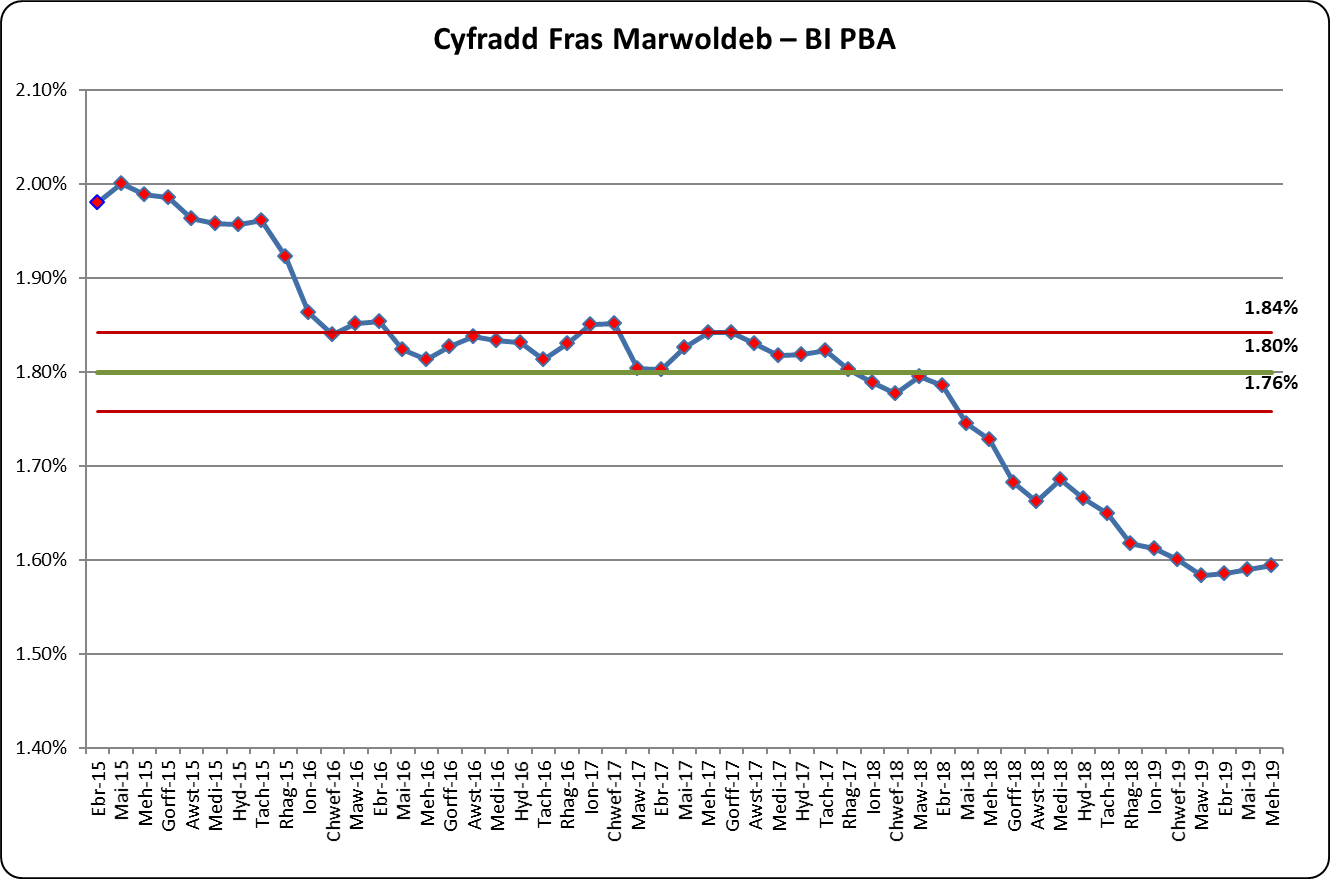 Cyfradd Fras Marwoldeb – BI PBA
2.10%
2.00%
1.90%
1.80%
1.70%
1.60%
1.50%
1.40%
1.84%
1.80%
1.76%
Ebr-15
Mai-15
Meh-15
Gorff-15
Awst-15
Medi-15
Hyd-15
Tach-15
Rhag-15
Ion-16
Chwef-16
Maw-16
Ebr-16
Mai-16
Meh-16
Gorff-16
Awst-16
Medi-16
Hyd-16
Tach-16
Rhag-16
Ion-17
Chwef-17
Maw-17
Ebr-17
Mai-17
Meh-17
Gorff-17
Awst-17
Medi-17
Hyd-17
Tach-17
Rhag-17
Ion-18
Chwef-18
Maw-18
Ebr-18
Mai-18
Meh-18
Gorff-18
Awst-18
Medi-18
Hyd-18
Tach-18
Rhag-18
Ion-19
Chwef-19
Maw-19
Ebr-19
Mai-19
Meh-19